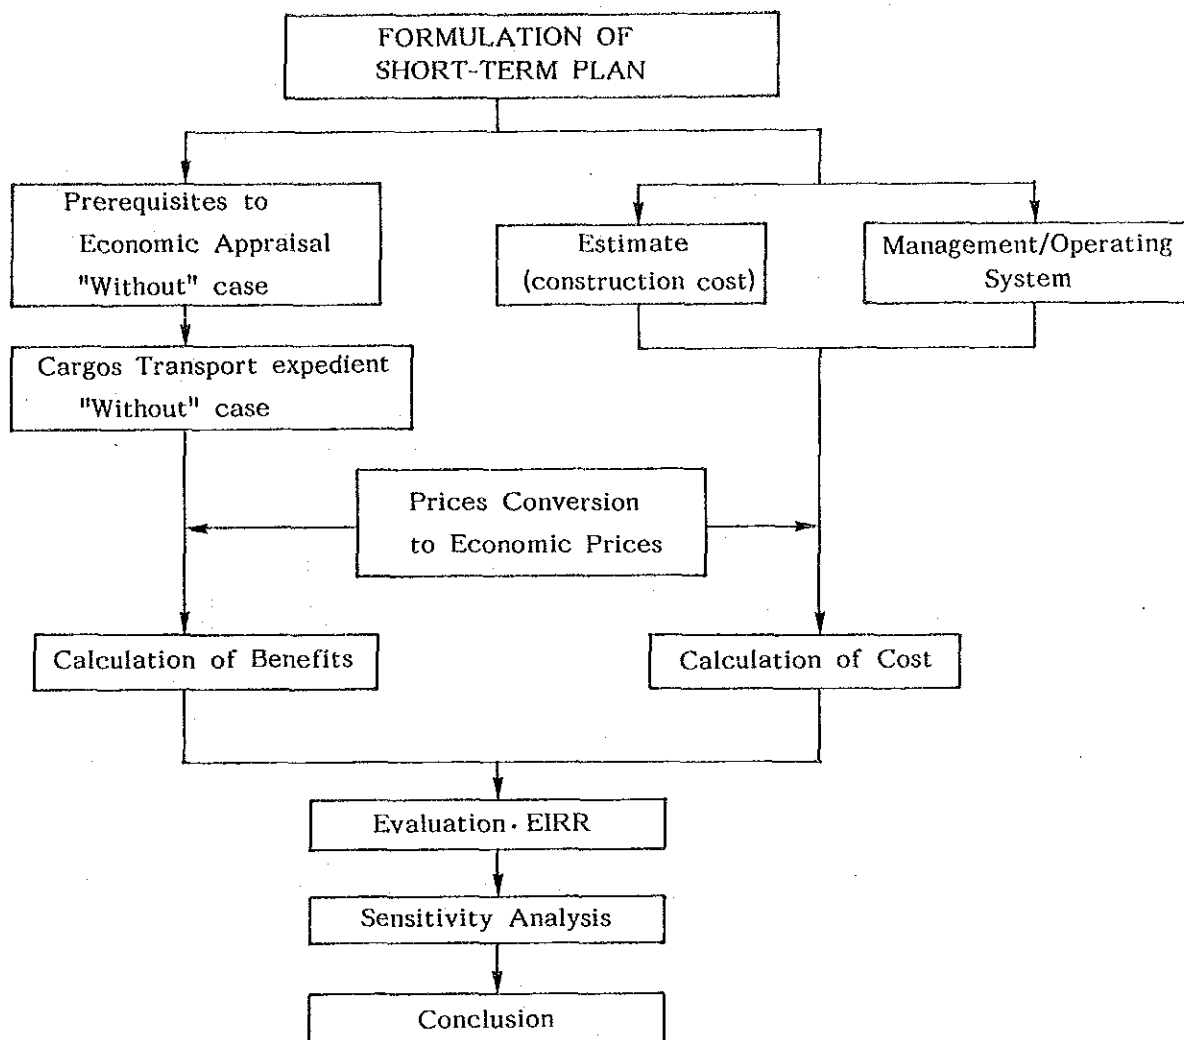 FORMULATION OF
SHORT-TERM PLAN
Prerequisites to
Economic Appraisal
"Without" case
Estimate
(construction cost)
Management/Operating
System
Cargos Transport expedient
"Without" case
Prices Conversion
to Economic Prices
Calculation of Benefits
Calculation of Cost
Evaluation · EIRR
Sensitivity Analysis
Conclusion